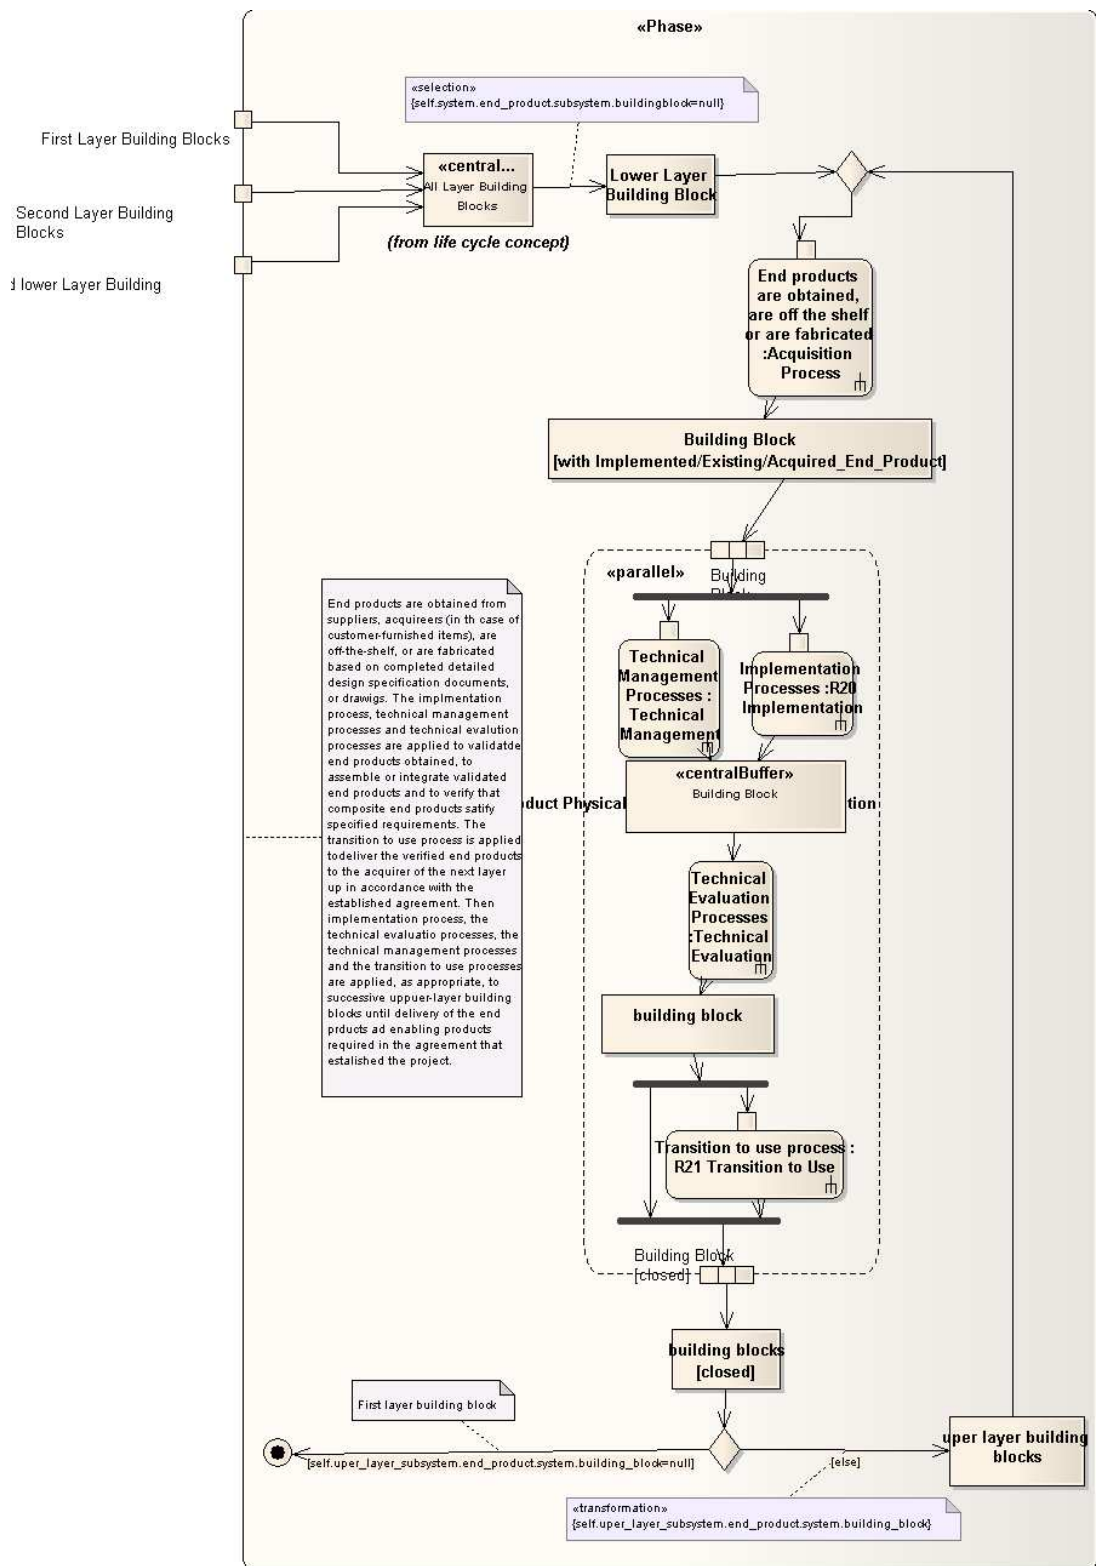 «Phase»
«selection»
{self.system.end_product.subsystem.buildingblock=null}
First Layer Building Blocks
«central...
All Layer Building
Blocks
(from life cycle concept)
Lower Layer
Building Block
Second Layer Building
Blocks
d lower Layer Building
End products
are obtained,
are off the shelf
or are fabricated
:Acquisition
Process
Building Block
[with Implemented/Existing/Acquired_End_Product]
«parallel»
Building
Block
End products are obtained from
suppliers, acquireers (in th case of
customer-furnished items), are
off-the-shelf, or are fabricated
based on completed detailed
design specification documents,
or drawigs. The implmentation
process, technical management
processes and technical evalution
processes are applied to validatde
end products obtained, to
assemble or integrate validated
end products and to verify that
composite end products satify
specified requirements. The
transition to use process is applied
todeliver the verified end products
to the acquirer of the next layer
up in accordance with the
established agreement. Then
implementation process, the
technical evaluatio processes, the
technical management processes
and the transition to use processes
are applied, as appropriate, to
successive uppuer-layer building
blocks until delivery of the end
prducts ad enabling products
required in the agreement that
estalished the project.
Technical
Management
Processes :
Technical
Management
Implementation
Processes :R20
Implementation
«centralBuffer»
Building Block
duct Physical
tion
Technical
Evaluation
Processes
:Technical
Evaluation
building block
Transition to use process :
R21 Transition to Use
Building Block
[closed]
building blocks
[closed]
First layer building block
[self.uper_layer_subsystem.end_product.system.building_block=null]
[else]
uper layer building
blocks
«transformation»
{self.uper_layer_subsystem.end_product.system.building_block}